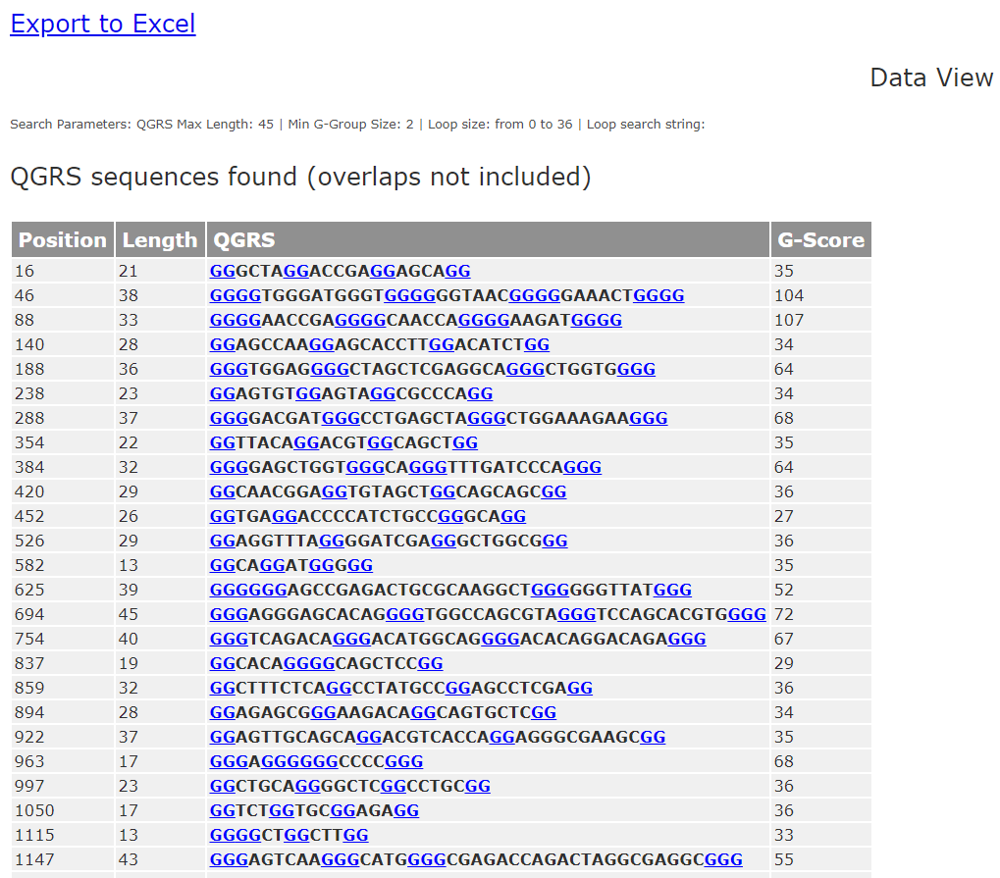 Export to Excel
Data View
Search Parameters: QGRS Max Length: 45 | Min G-Group Size: 2 | Loop size: from 0 to 36 | Loop search string:
QGRS sequences found (overlaps not included)
Position Length QGRS G-Score
16 21 GGGCTAGGACCGAGGAGCAGG 35
46 38 GGGGTGGGATGGGTGGGGGGTAACGGGGGAAACTGGGG 104
88 33 GGGGAACCGAGGGGCAACCAGGGGAAGATGGGG 107
140 28 GGAGCCAAGGAGCACCTTGGACATCTGG 34
188 36 GGGTGGAGGGGCTAGCTCGAGGCAGGGCTGGTGGGG 64
238 23 GGAGTGTGGAGTAGGCGCCCAGG 34
288 37 GGGGACGATGGGCCTGAGCTAGGGCTGGAAAGAAGGG 68
354 22 GGTTACAGGACGTGGCAGCTGG 35
384 32 GGGGAGCTGGTGGGCAGGGTTTGATCCCAGGG 64
420 29 GGCAACGGAGGTGTAGCTGGCAGCAGCGG 36
452 26 GGTGAGGACCCCATCTGCCGGGCAGG 27
526 29 GGAGGTTTAGGGGATCGAGGGCTGGCGGG 36
582 13 GGCAGGATGGGGG 35
625 39 GGGGGGAGCCGAGACTGCGCAAGGCTGGGGGGTTATGGG 52
694 45 GGGAGGGAGCACAGGGGTGGCCAGCGTAGGGTCCAGCACGTGGGG 72
754 40 GGGTCAGACAGGGACATGGCAGGGGACACAGGACAGAGGG 67
837 19 GGCACAGGGGCAGCTCCGG 29
859 32 GGCTTTCTCAGGCCTATGCCGGAGCCTCGAGG 36
894 28 GGAGAGCGGGAAGACAGGCAGTGCTCGG 34
922 37 GGAGTTGCAGCAGGACGTCACCAGGAGGGCGAAGCGG 35
963 17 GGGAGGGGGGCCCCGGG 68
997 23 GGCTGCAGGGGCTCGGCCTGCGG 36
1050 17 GGTCTGGTGCGGAGAGG 36
1115 13 GGGGCTGGCTTGG 33
1147 43 GGGAGTCAAGGGCATGGGGCGAGACCAGACTAGGCGAGGCGGG 55